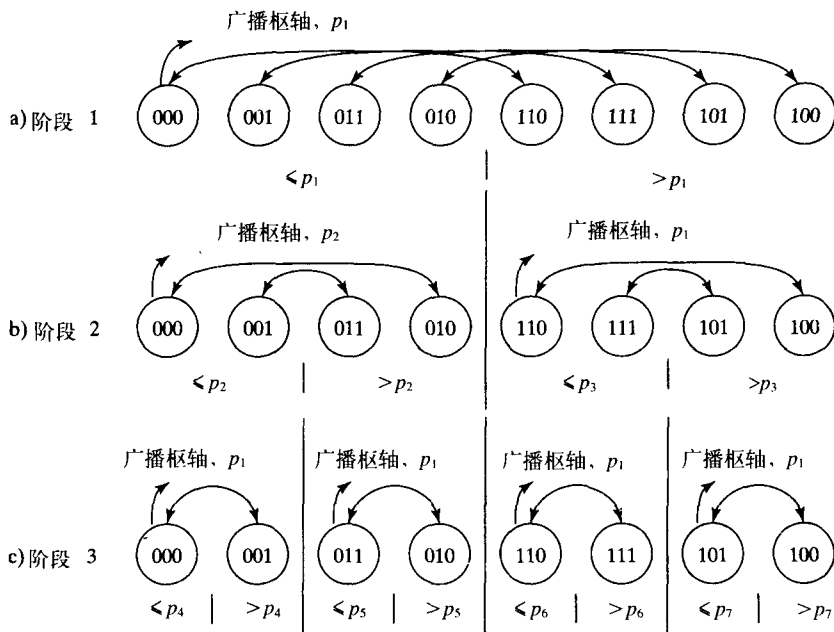 广播枢轴, p₁
a)阶段 1 000 001 011 010 110 111 101 100
≤p₁ | >p₁
广播枢轴, p₂ 广播枢轴, p₁
b)阶段 2 000 001 011 010 110 111 101 100
≤p₂ | >p₂ ≤p₃ | >p₃
广播枢轴, p₁ 广播枢轴, p₁ 广播枢轴, p₁ 广播枢轴, p₁
c)阶段 3 000 001 011 010 110 111 101 100
≤p₄ | >p₄ ≤p₅ | >p₅ ≤p₆ | >p₆ ≤p₇ | >p₇